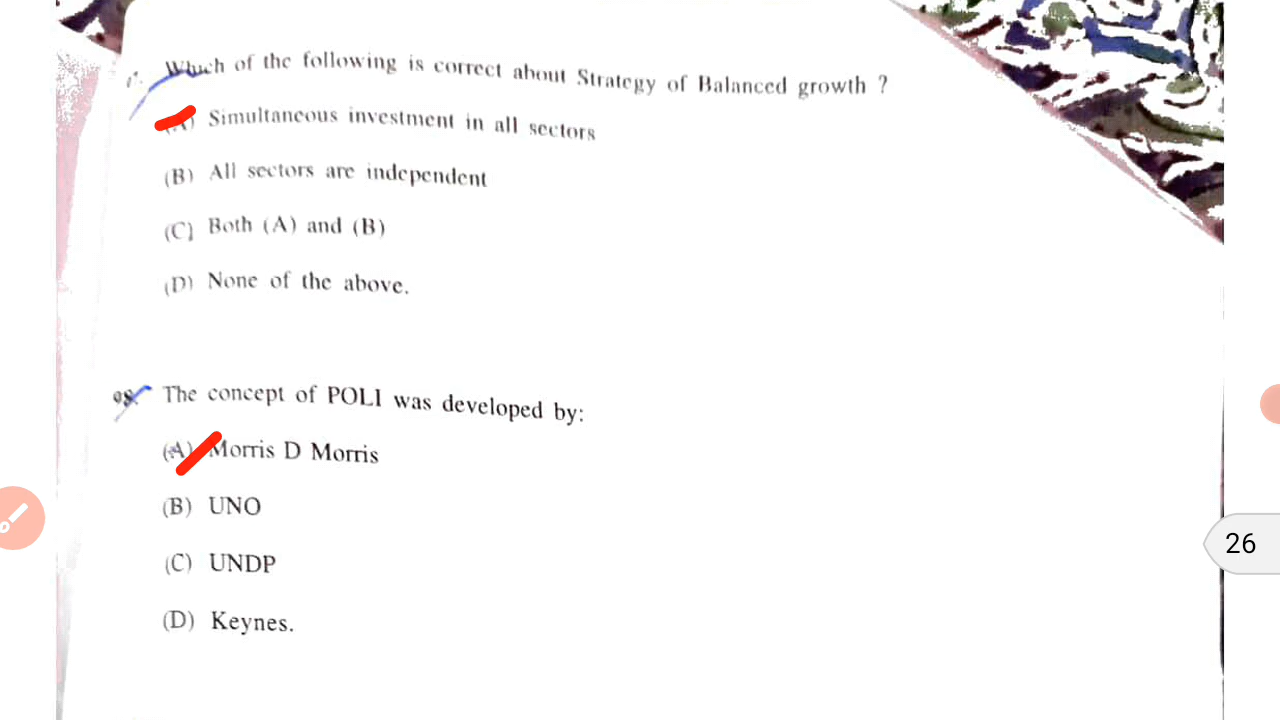 Which of the following is correct about Strategy of Balanced growth ?
(A) Simultaneous investment in all sectors
(B) All sectors are independent
(C) Both (A) and (B)
(D) None of the above.
98. The concept of POLI was developed by:
(A) Morris D Morris
(B) UNO
(C) UNDP
(D) Keynes.
26